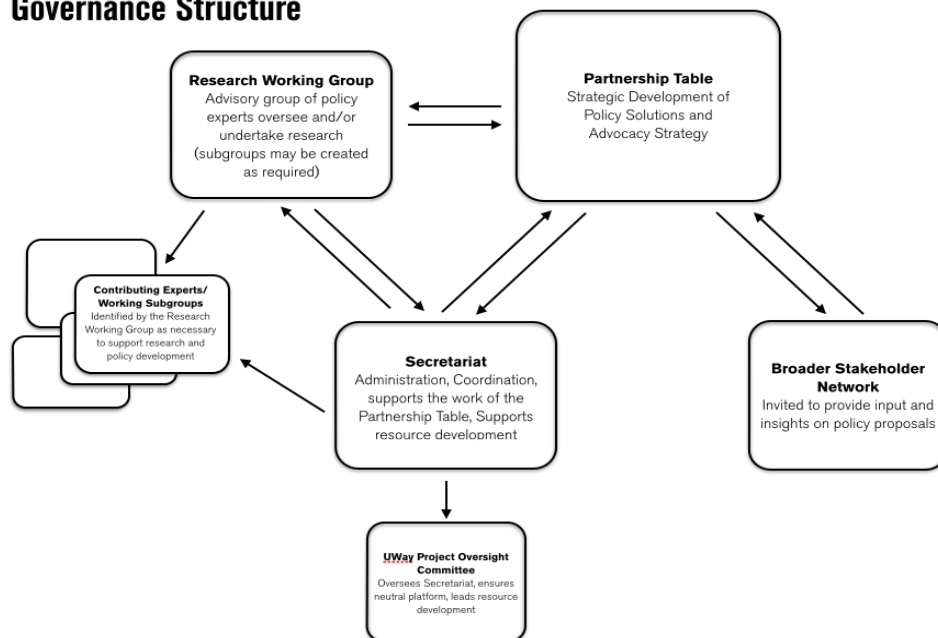 Governance Structure
Research Working Group
Advisory group of policy
experts oversee and/or
undertake research
(subgroups may be created
as required)
Partnership Table
Strategic Development of
Policy Solutions and
Advocacy Strategy
Contributing Experts/
Working Subgroups
Identified by the Research
Working Group as necessary
to support research and
policy development
Secretariat
Administration, Coordination,
supports the work of the
Partnership Table, Supports
resource development
Broader Stakeholder
Network
Invited to provide input and
insights on policy proposals
UWay Project Oversight
Committee
Oversees Secretariat, ensures
neutral platform, leads resource
development